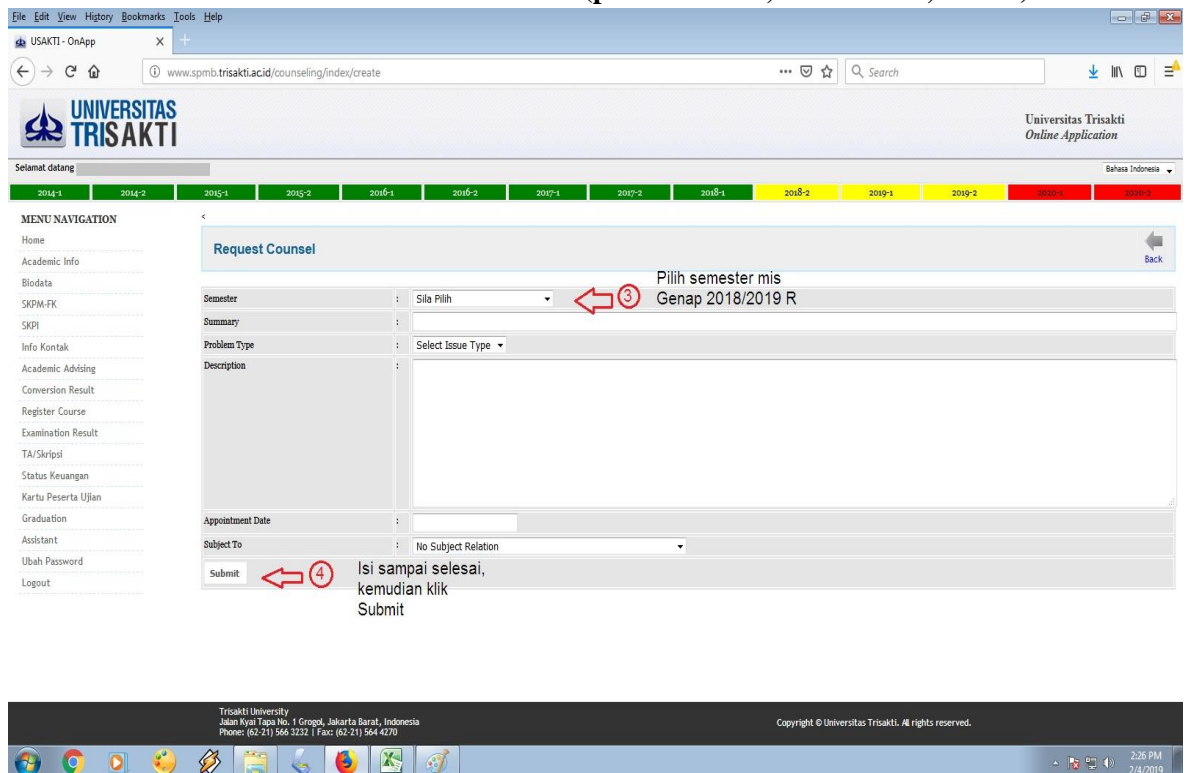 File Edit View History Bookmarks Tools Help
USAKTI - OnApp
www.spmb.trisakti.ac.id/counseling/index/create
Search
UNIVERSITAS
TRISAKTI
Universitas Trisakti
Online Application
Selamat datang
Bahasa Indonesia
2014-1 2014-2 2015-1 2015-2 2016-1 2016-2 2017-1 2017-2 2018-1 2018-2 2019-1 2019-2 2020-1 2020-2
MENU NAVIGATION
<
Home
Academic Info
Biodata
SKPM-FK
SKPI
Info Kontak
Academic Advising
Conversion Result
Register Course
Examination Result
TA/Skripsi
Status Keuangan
Kartu Peserta Ujian
Graduation
Assistant
Ubah Password
Logout
Request Counsel
Back
Pilih semester mis
Semester : Sila Pilih 3 Genap 2018/2019 R
Summary :
Problem Type : Select Issue Type
Description :
Appointment Date :
Subject To : No Subject Relation
Submit 4 Isi sampai selesai,
kemudian klik
Submit
Trisakti University
Jalan Kyai Tapa No. 1 Grogol, Jakarta Barat, Indonesia
Phone: (62-21) 566 3232 | Fax: (62-21) 564 4270
Copyright © Universitas Trisakti. All rights reserved.
2:26 PM
2/4/2019